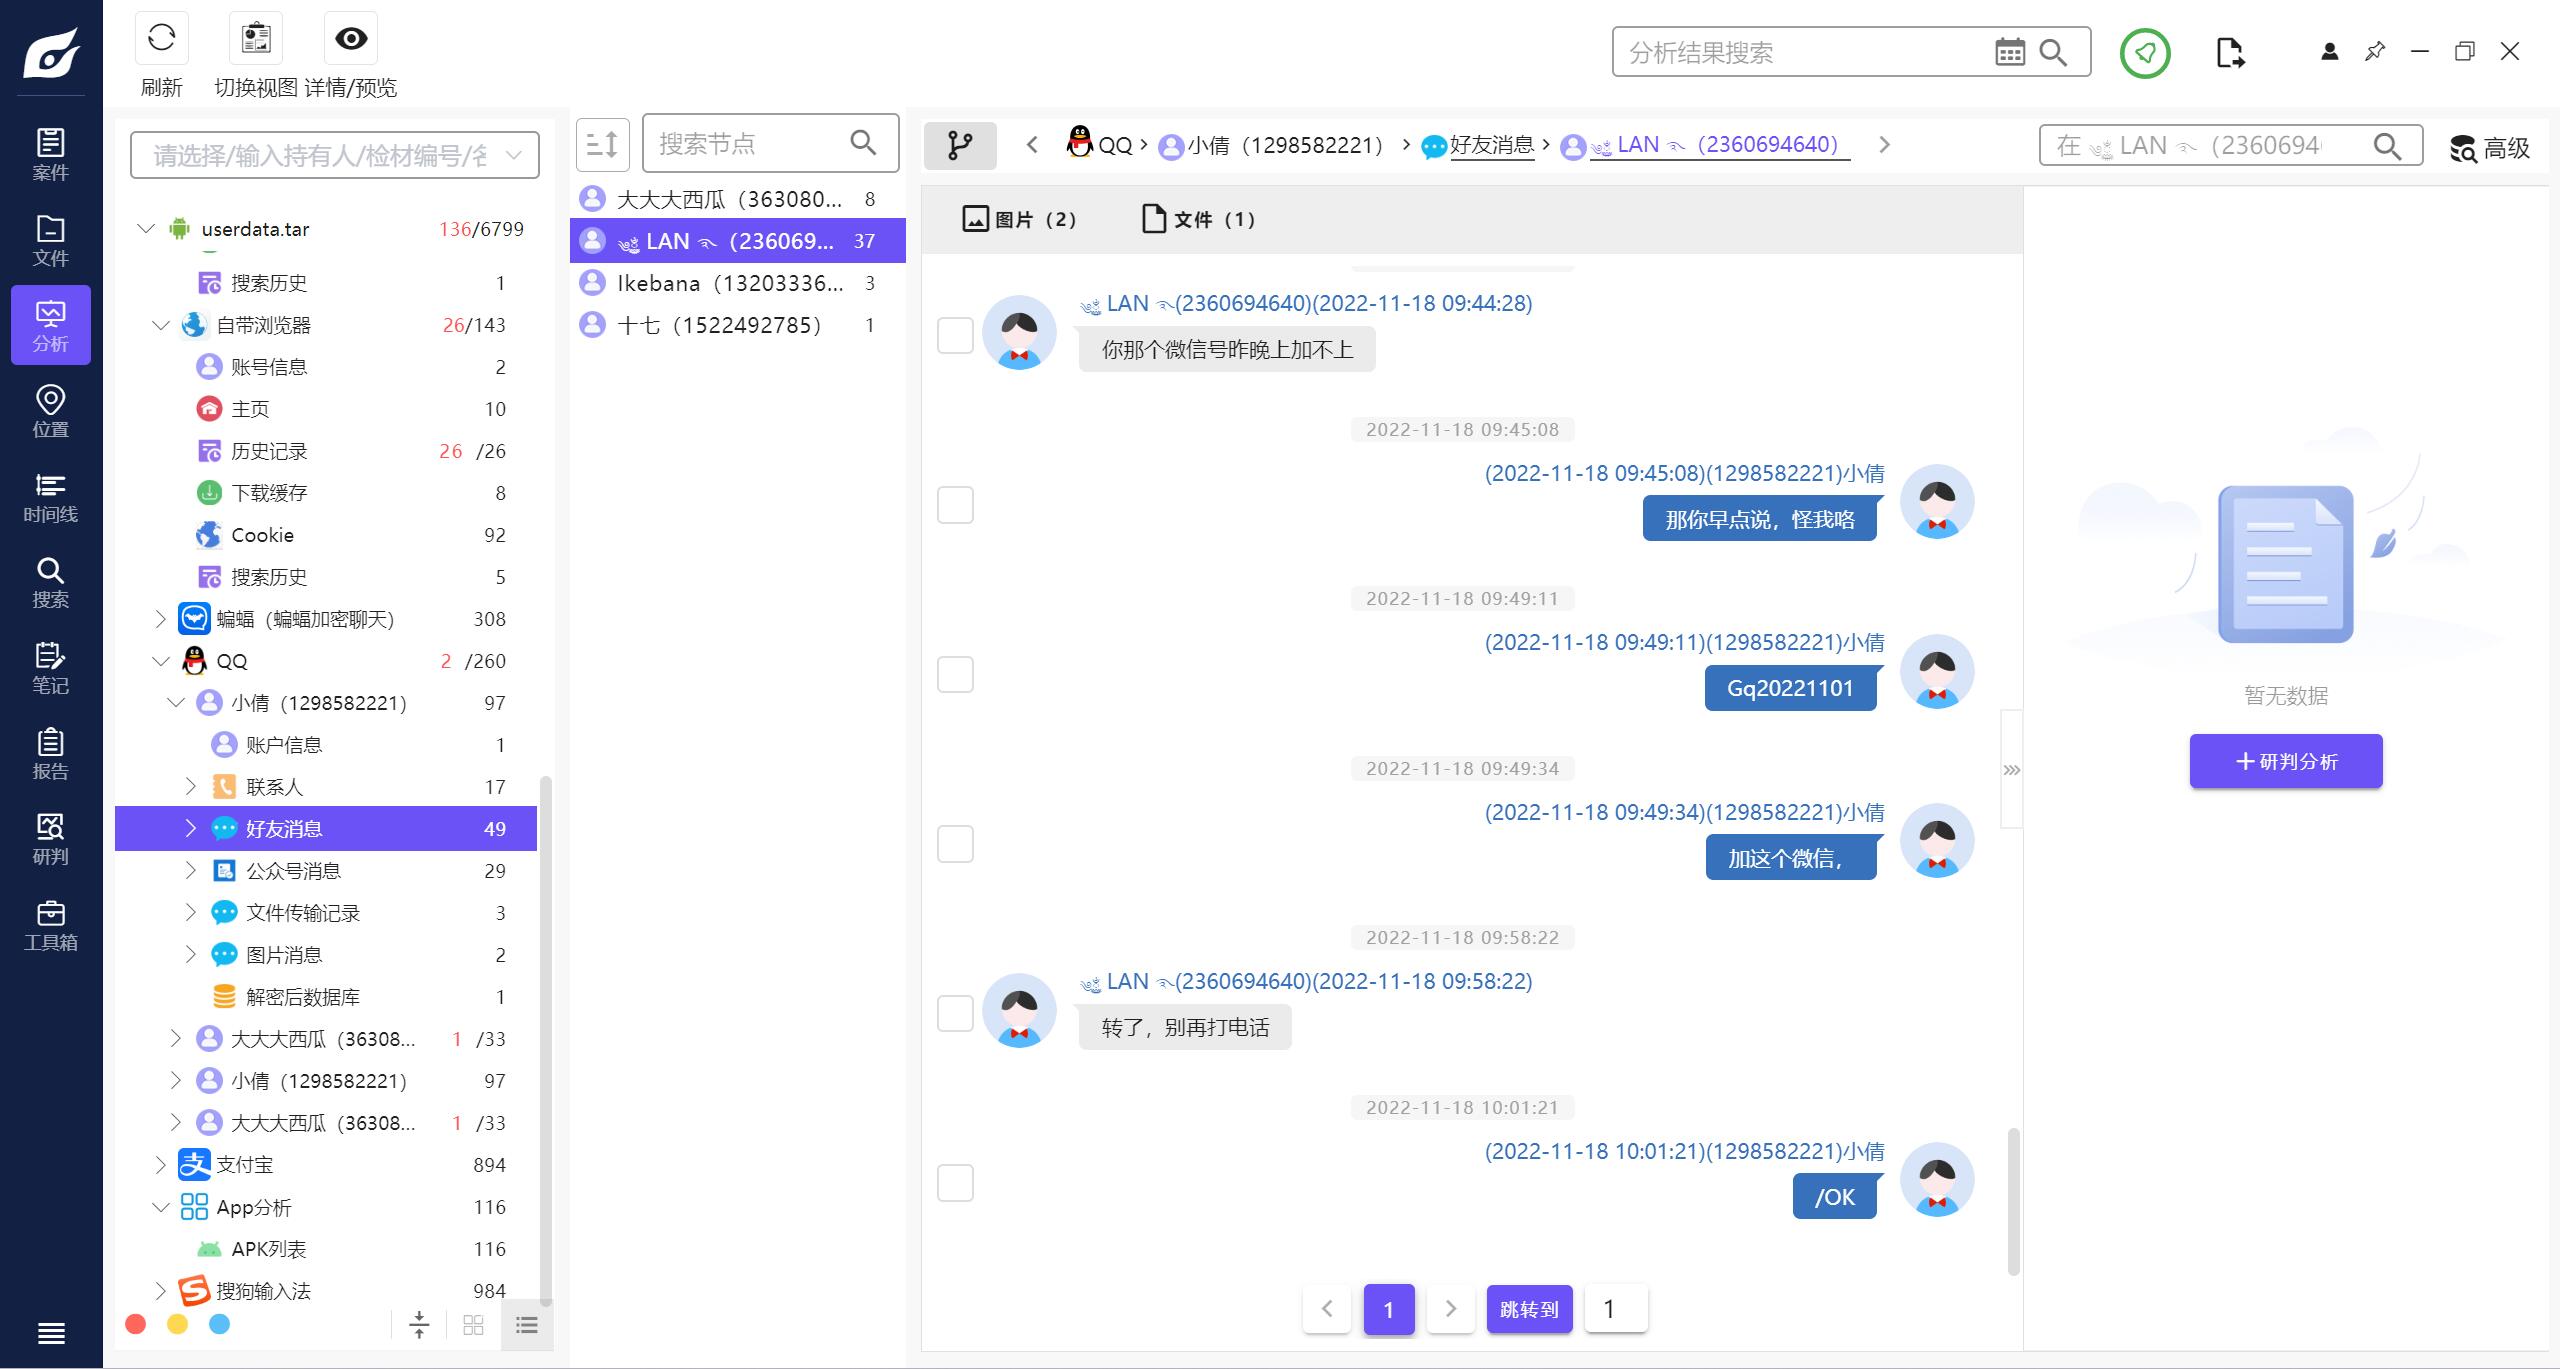 刷新
切换视图
详情/预览
分析结果搜索
案件
文件
分析
位置
时间线
搜索
笔记
报告
研判
工具箱
请选择/输入持有人/检材编号/名
userdata.tar 136/6799
搜索历史 1
自带浏览器 26/143
账号信息 2
主页 10
历史记录 26 /26
下载缓存 8
Cookie 92
搜索历史 5
蝙蝠（蝙蝠加密聊天） 308
QQ 2 /260
小倩（1298582221） 97
账户信息 1
联系人 17
好友消息 49
公众号消息 29
文件传输记录 3
图片消息 2
解密后数据库 1
大大大西瓜（36308... 1 /33
小倩（1298582221） 97
大大大西瓜（36308... 1 /33
支付宝 894
App分析 116
APK列表 116
搜狗输入法 984
搜索节点
大大大西瓜（363080... 8
LAN （236069... 37
Ikebana（13203336... 3
十七（1522492785） 1
QQ › 小倩（1298582221） › 好友消息 › LAN （2360694640）
在 LAN （2360694
高级
图片（2）
文件（1）
LAN (2360694640)(2022-11-18 09:44:28)
你那个微信号昨晚上加不上
2022-11-18 09:45:08
(2022-11-18 09:45:08)(1298582221)小倩
那你早点说，怪我咯
2022-11-18 09:49:11
(2022-11-18 09:49:11)(1298582221)小倩
Gq20221101
2022-11-18 09:49:34
(2022-11-18 09:49:34)(1298582221)小倩
加这个微信，
2022-11-18 09:58:22
LAN (2360694640)(2022-11-18 09:58:22)
转了，别再打电话
2022-11-18 10:01:21
(2022-11-18 10:01:21)(1298582221)小倩
/OK
1 跳转到 1
暂无数据
+研判分析